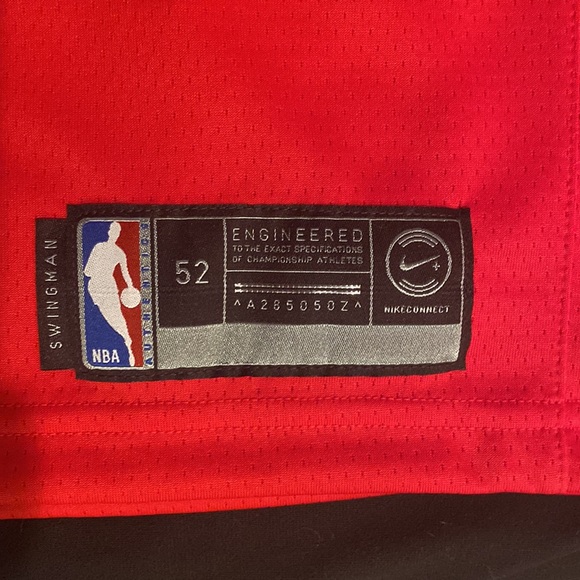 SWINGMAN
NBA
AUTHENTICS
52
ENGINEERED
TO THE EXACT SPECIFICATIONS
OF CHAMPIONSHIP ATHLETES
^A285050Z^
NIKECONNECT